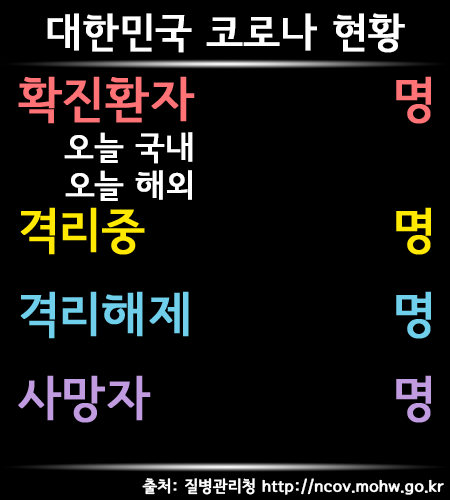 대한민국 코로나 현황
확진환자 명
오늘 국내
오늘 해외
격리중 명
격리해제 명
사망자 명
출처: 질병관리청 http://ncov.mohw.go.kr